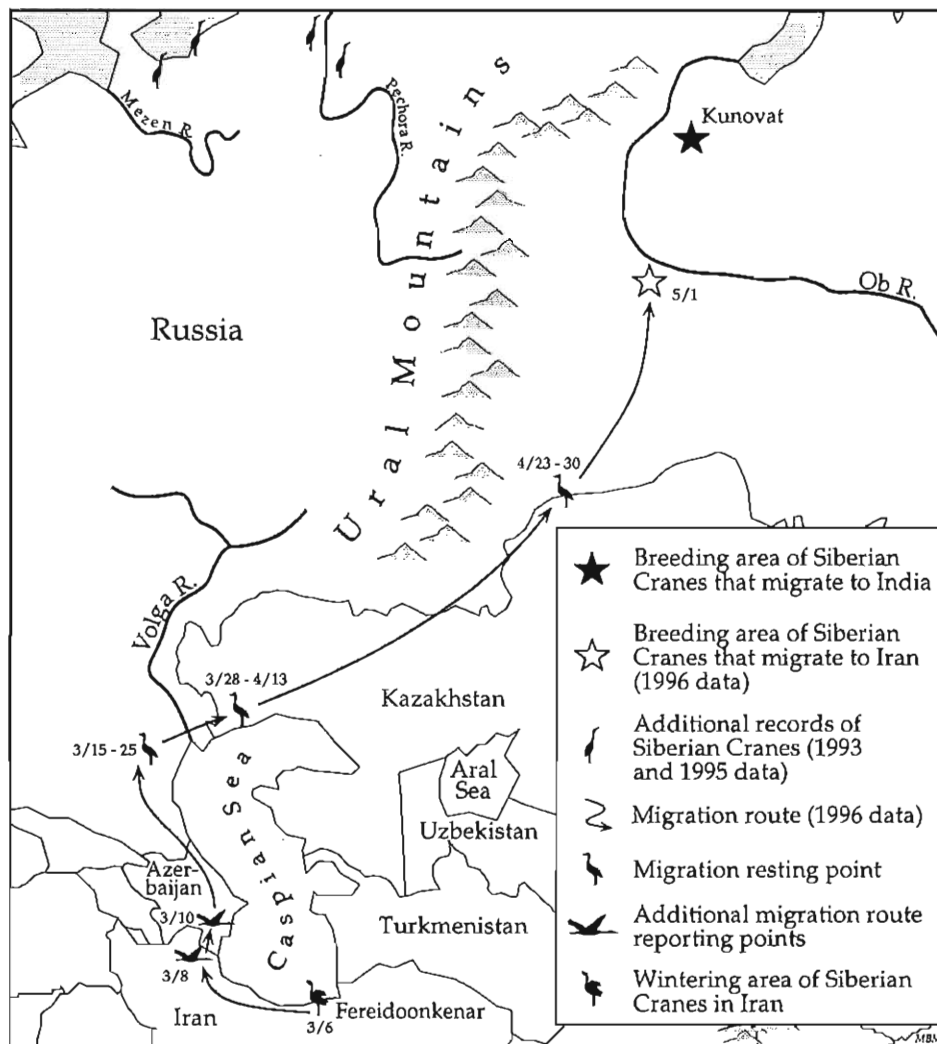 Mezen R.
Pechora R.
Ural Mountains
Kunovat
Ob R.
5/1
Russia
4/23 - 30
Volga R.
3/28 - 4/13
Kazakhstan
3/15 - 25
Caspian Sea
Aral
Sea
Uzbekistan
Azer-
baijan
3/10
Turkmenistan
3/8
Iran
Fereidoonkenar
3/6
Breeding area of Siberian
Cranes that migrate to India
Breeding area of Siberian
Cranes that migrate to Iran
(1996 data)
Additional records of
Siberian Cranes (1993
and 1995 data)
Migration route (1996 data)
Migration resting point
Additional migration route
reporting points
Wintering area of Siberian
Cranes in Iran